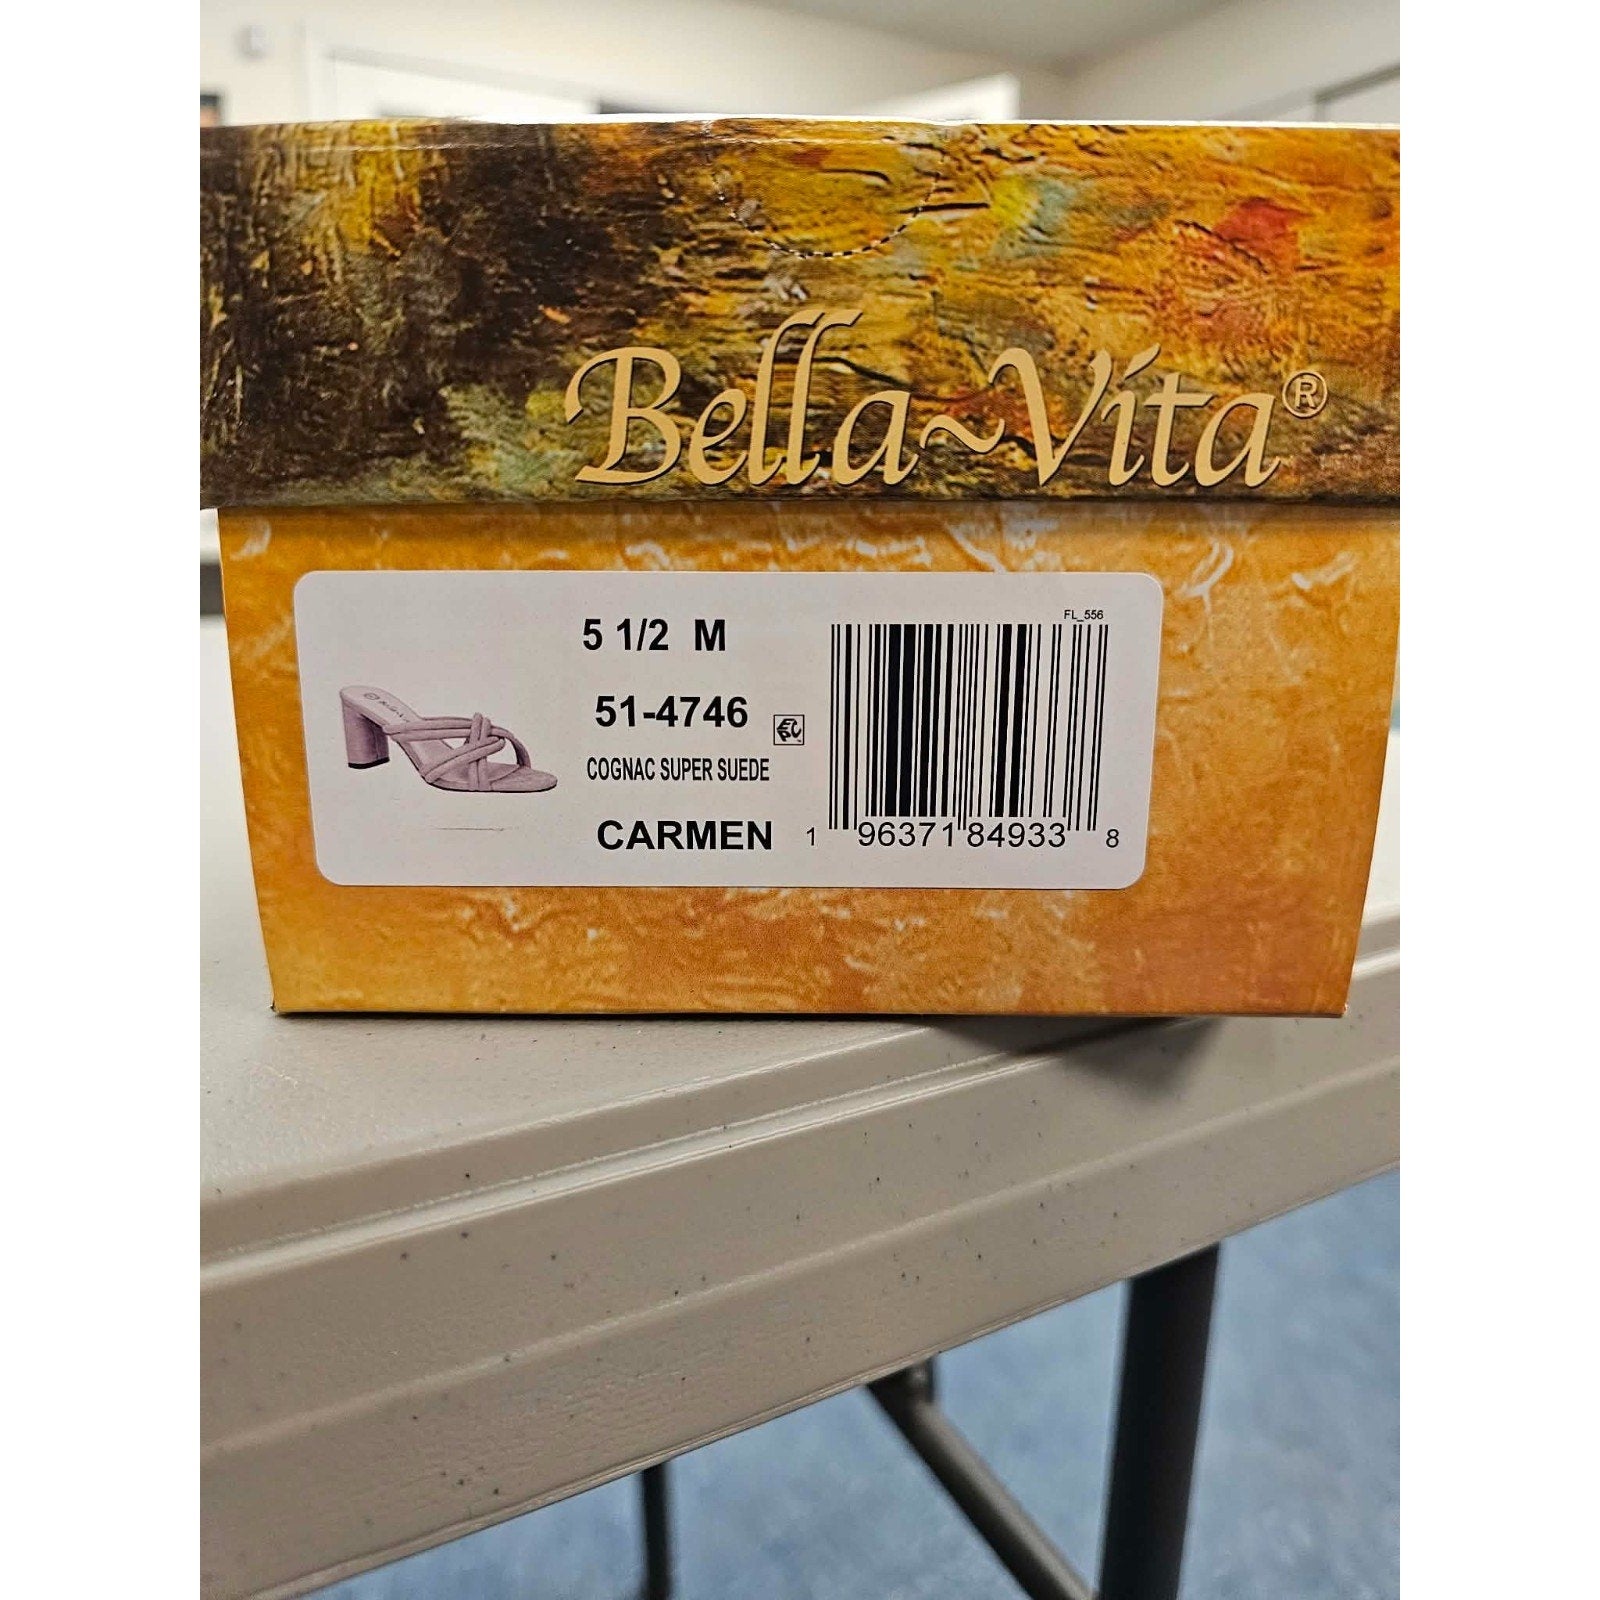 Bella~Vita®
5 1/2 M
51-4746
COGNAC SUPER SUEDE
CARMEN
FL_556
1 96371 84933 8